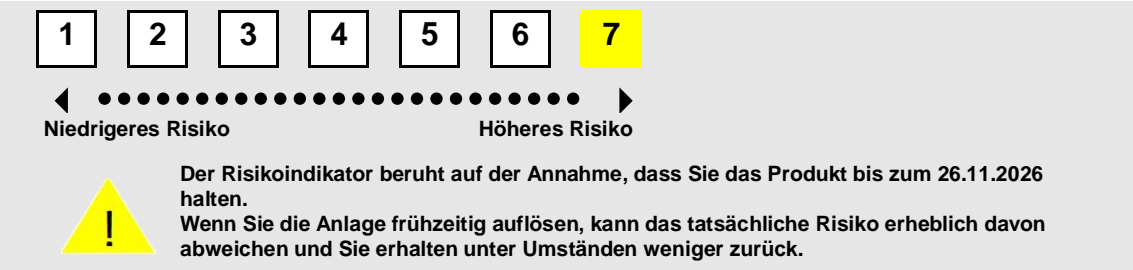 1 2 3 4 5 6 7
Niedrigeres Risiko Höheres Risiko
Der Risikoindikator beruht auf der Annahme, dass Sie das Produkt bis zum 26.11.2026
halten.
Wenn Sie die Anlage frühzeitig auflösen, kann das tatsächliche Risiko erheblich davon
abweichen und Sie erhalten unter Umständen weniger zurück.
!